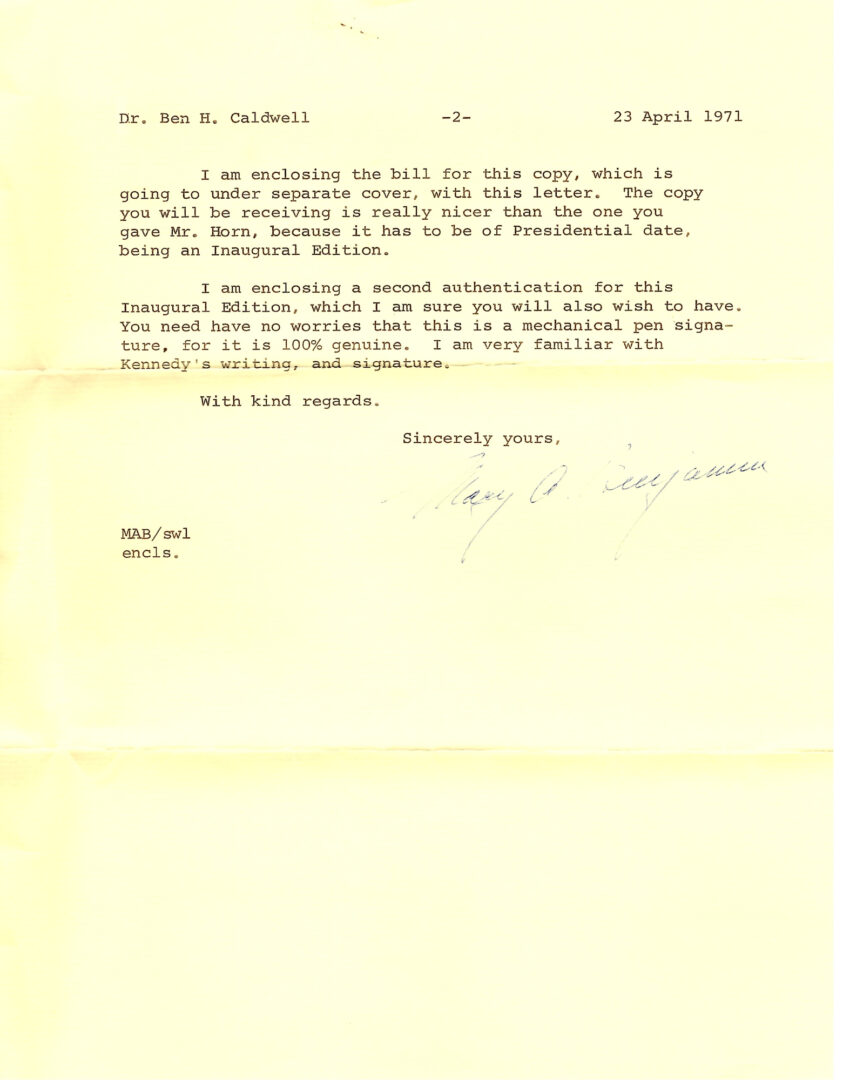 Dr. Ben H. Caldwell -2- 23 April 1971
I am enclosing the bill for this copy, which is
going to under separate cover, with this letter. The copy
you will be receiving is really nicer than the one you
gave Mr. Horn, because it has to be of Presidential date,
being an Inaugural Edition.
I am enclosing a second authentication for this
Inaugural Edition, which I am sure you will also wish to have.
You need have no worries that this is a mechanical pen signa-
ture, for it is 100% genuine. I am very familiar with
Kennedy's writing, and signature.
With kind regards.
Sincerely yours,
Mary A. Benjamin
MAB/swl
encls.